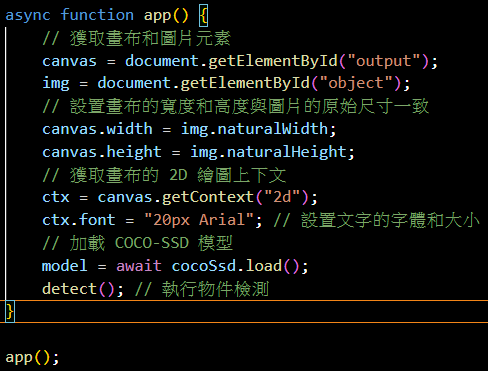 async function app() {
// 獲取畫布和圖片元素
canvas = document.getElementById("output");
img = document.getElementById("object");
// 設置畫布的寬度和高度與圖片的原始尺寸一致
canvas.width = img.naturalWidth;
canvas.height = img.naturalHeight;
// 獲取畫布的 2D 繪圖上下文
ctx = canvas.getContext("2d");
ctx.font = "20px Arial"; // 設置文字的字體和大小
// 加載 COCO-SSD 模型
model = await cocoSsd.load();
detect(); // 執行物件檢測
}
app();